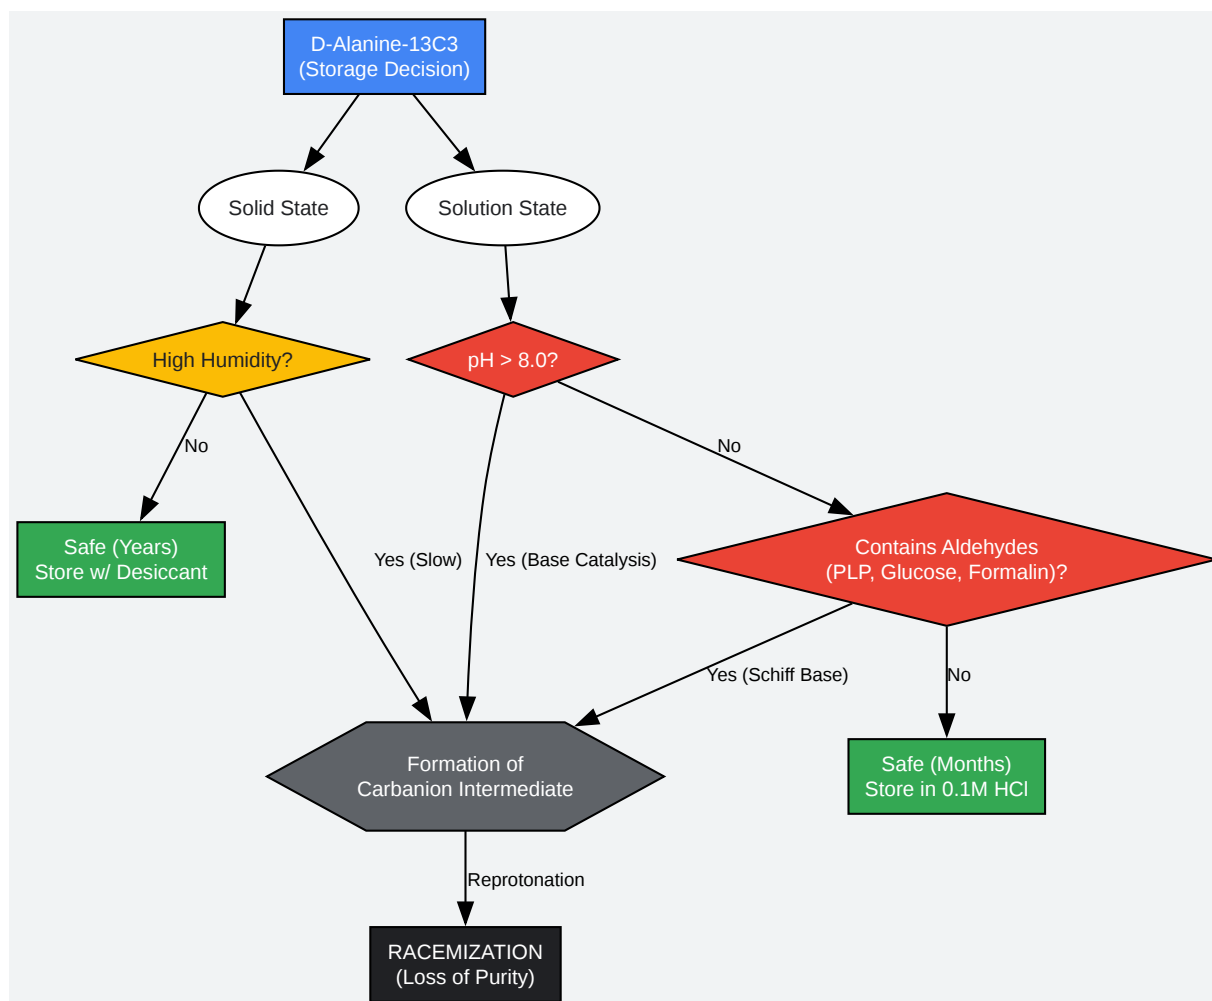 D-Alanine-13C3
(Storage Decision)
Solid State
Solution State
High Humidity?
pH > 8.0?
No
No
Safe (Years)
Store w/ Desiccant
Yes (Slow)
Yes (Base Catalysis)
Contains Aldehydes
(PLP, Glucose, Formalin)?
Yes (Schiff Base)
No
Formation of
Carbanion Intermediate
Safe (Months)
Store in 0.1M HCl
Reprotonation
RACEMIZATION
(Loss of Purity)